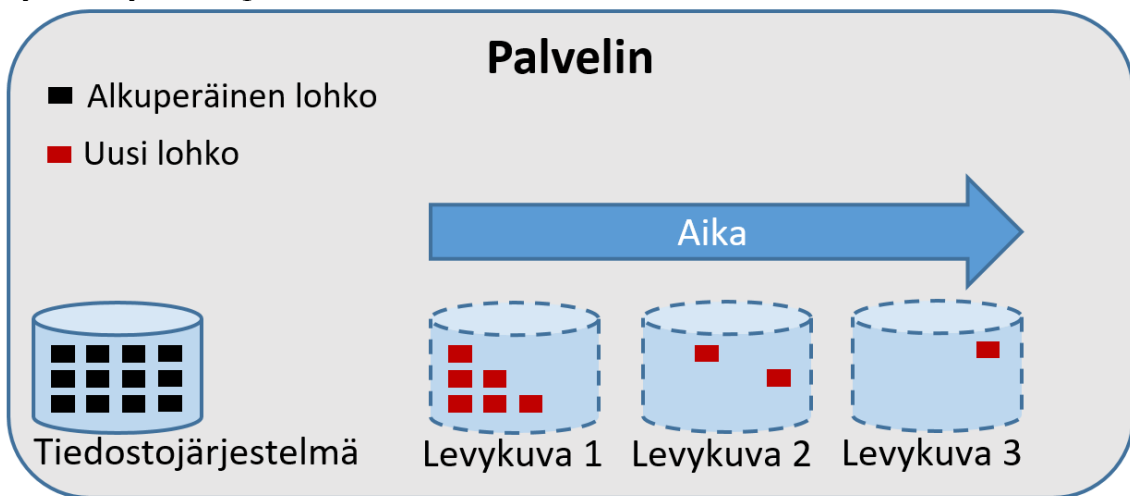 Palvelin
Alkuperäinen lohko
Uusi lohko
Aika
Tiedostojärjestelmä
Levykuva 1
Levykuva 2
Levykuva 3